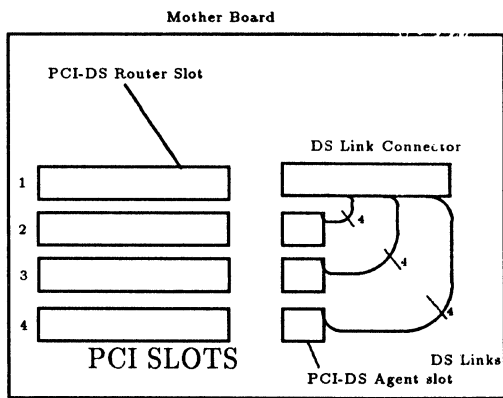 Mother Board
PCI-DS Router Slot
DS Link Connector
1
2
3
4
4
4
4
PCI SLOTS
DS Links
PCI-DS Agent slot